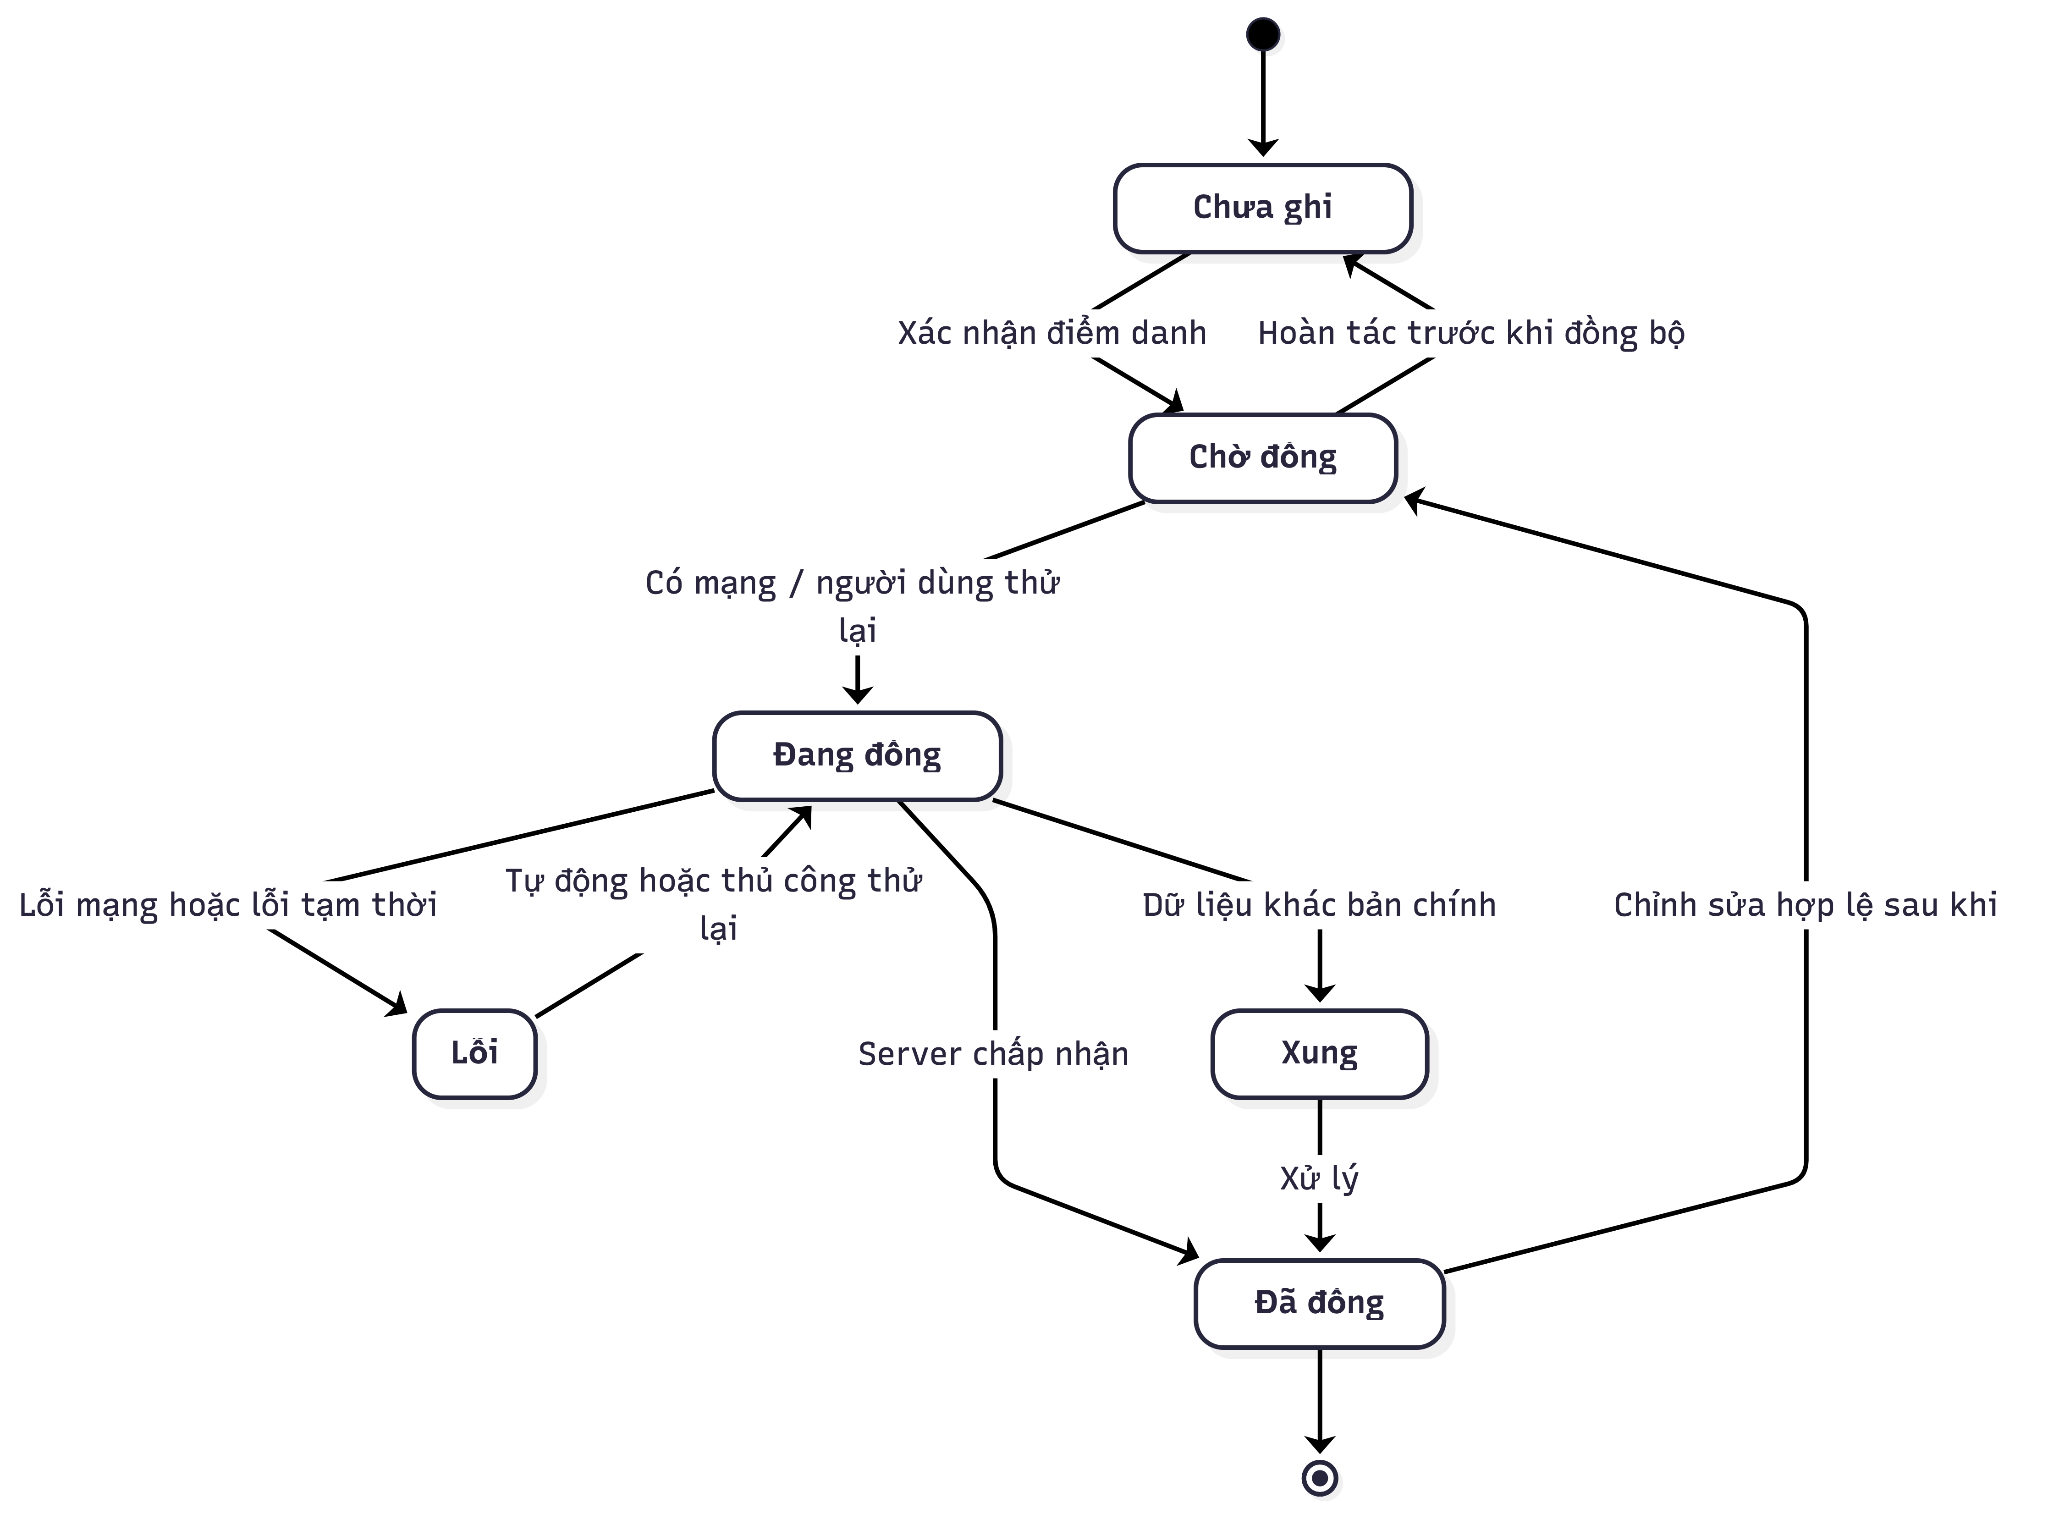 Chưa ghi
Xác nhận điểm danh
Hoàn tác trước khi đồng bộ
Chờ đồng
Có mạng / người dùng thử
lại
Đang đồng
Lỗi mạng hoặc lỗi tạm thời
Tự động hoặc thủ công thử
lại
Dữ liệu khác bản chính
Chỉnh sửa hợp lệ sau khi
Lỗi
Server chấp nhận
Xung
Xử lý
Đã đồng